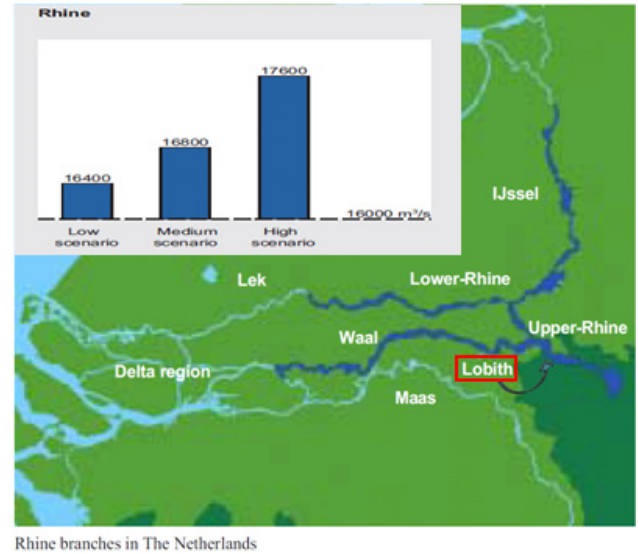 Rhine
17600
16800
16400
16000 m³/s
Low scenario
Medium scenario
High scenario
IJssel
Lek
Lower-Rhine
Waal
Upper-Rhine
Delta region
Lobith
Maas
Rhine branches in The Netherlands